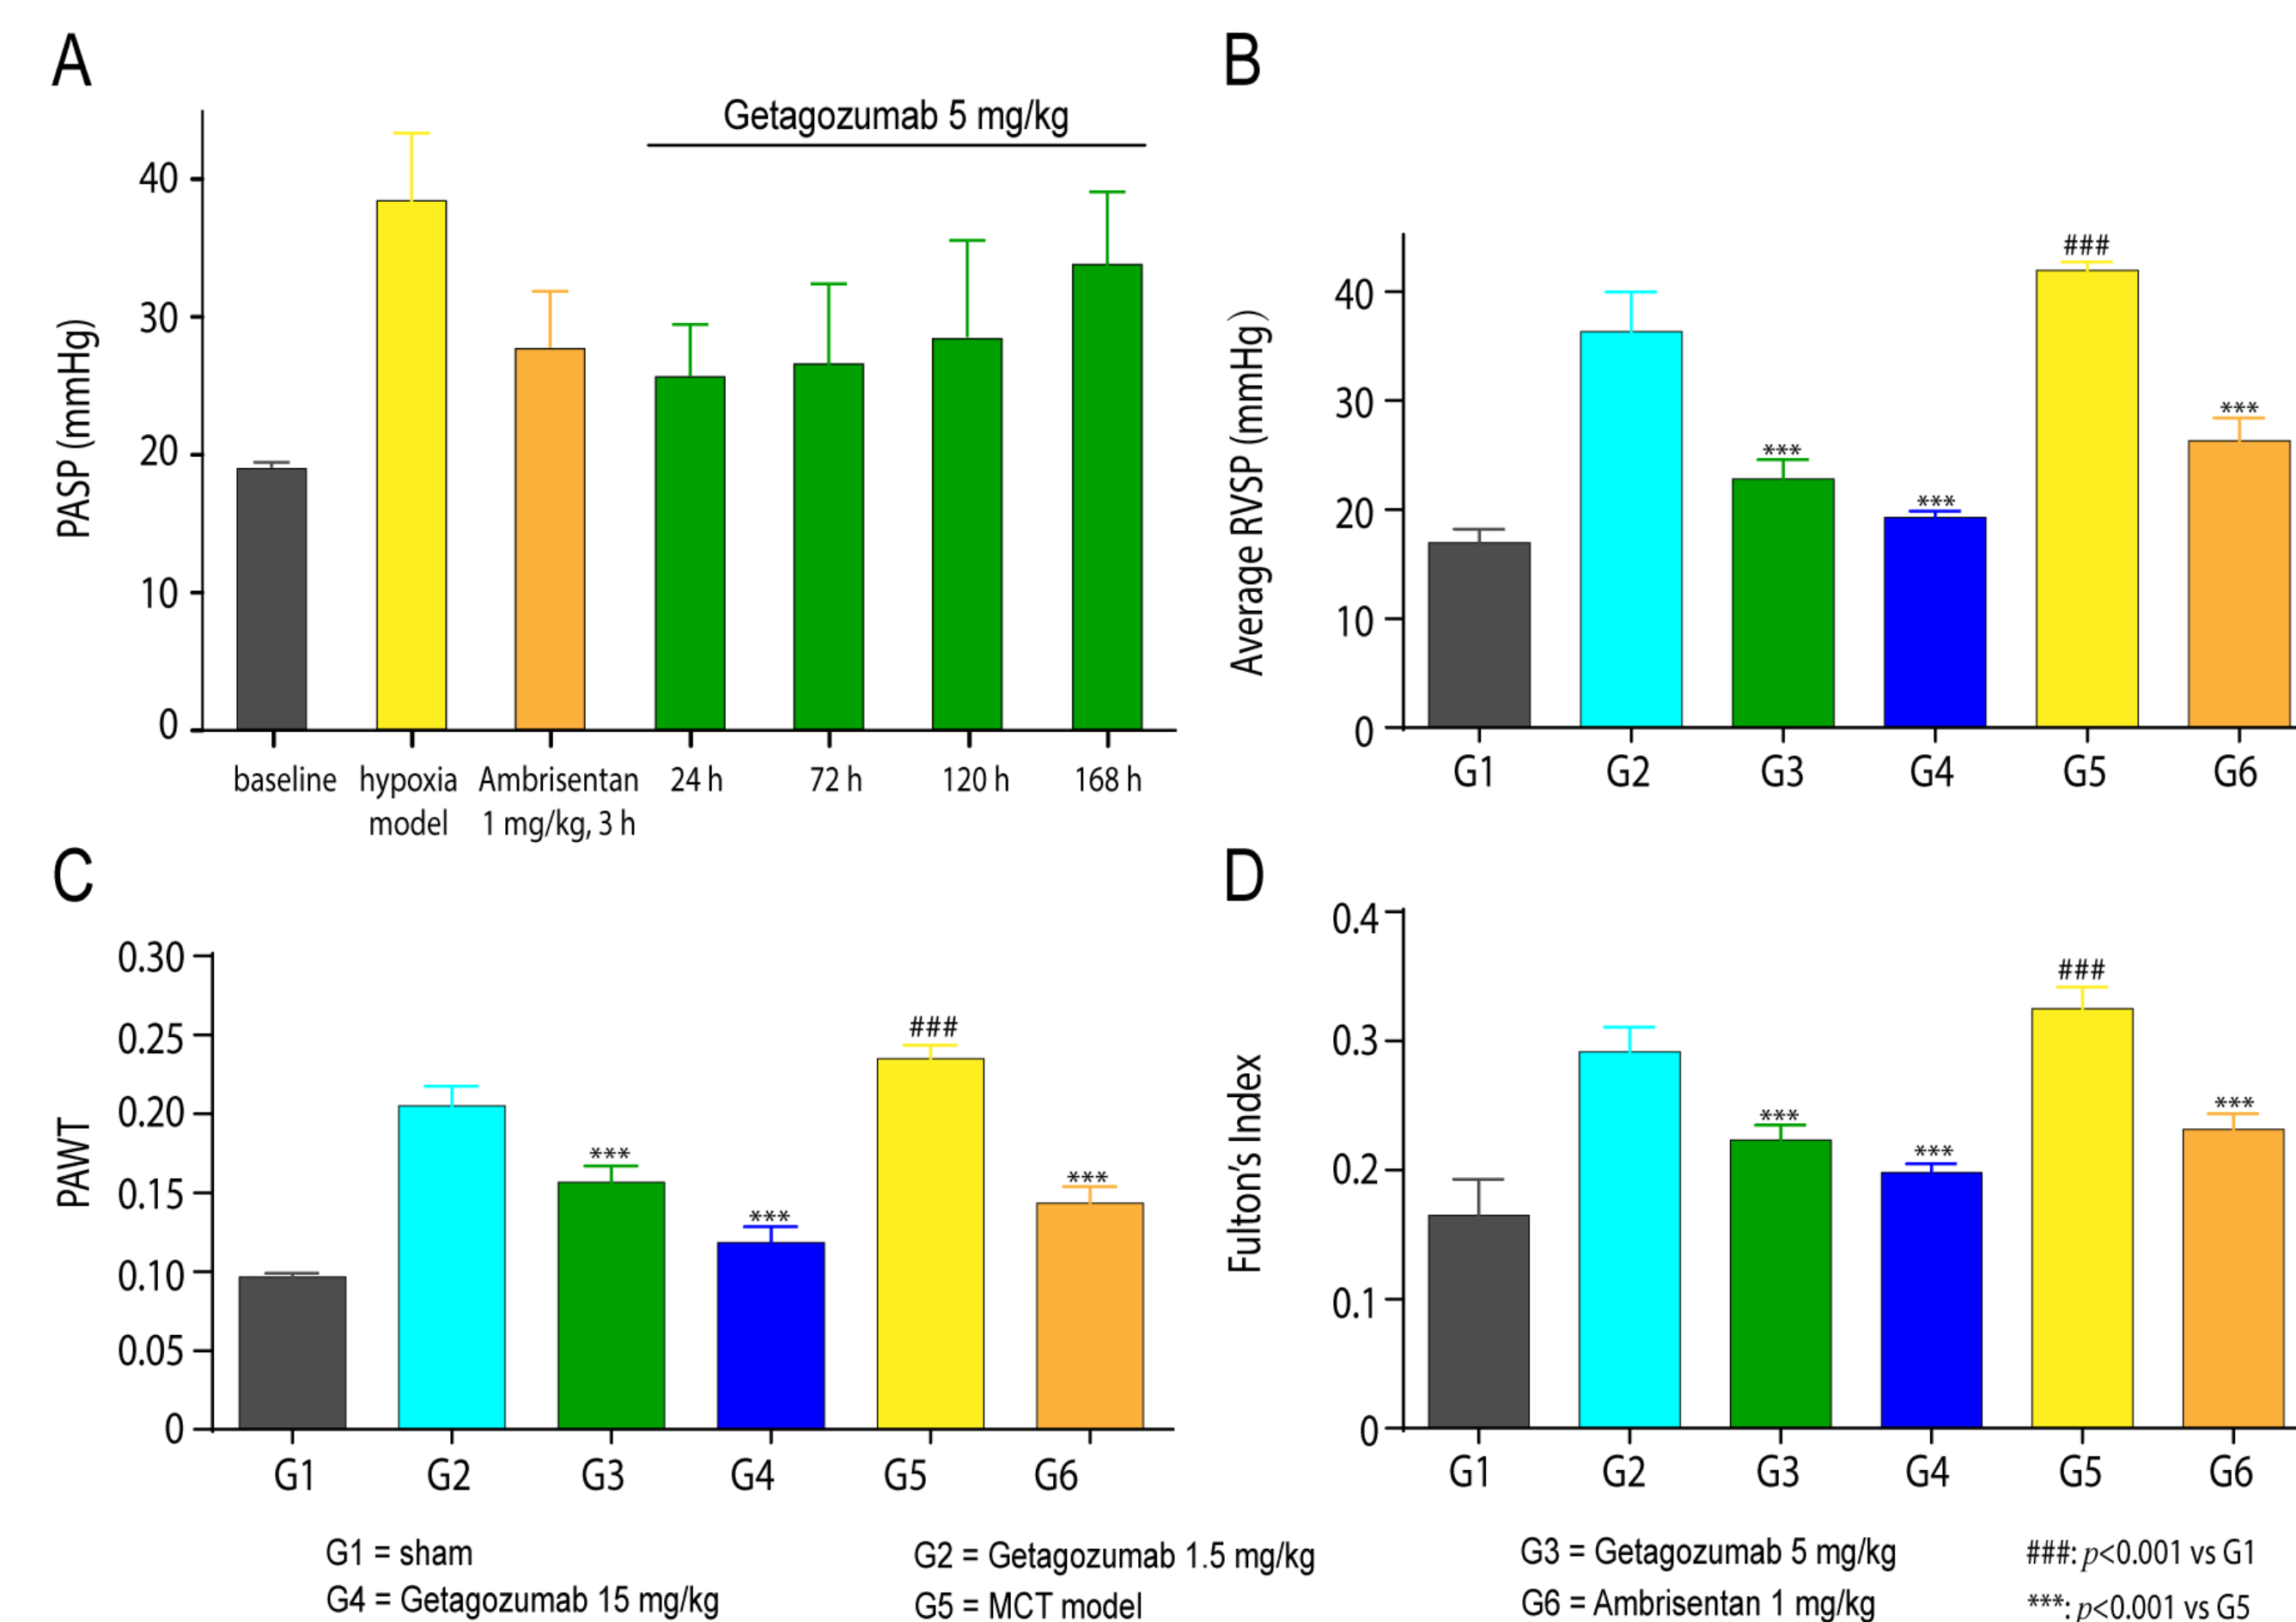 A
Getagozumab 5 mg/kg
PASP (mmHg)
40
30
20
10
0
baseline
hypoxia
model
Ambrisentan
1 mg/kg, 3 h
24 h
72 h
120 h
168 h
B
Average RVSP (mmHg)
40
30
20
10
0
***
***
###
***
G1
G2
G3
G4
G5
G6
C
PAWT
0.30
0.25
0.20
0.15
0.10
0.05
0
***
***
###
***
G1
G2
G3
G4
G5
G6
D
Fulton's Index
0.4
0.3
0.2
0.1
0
***
***
###
***
G1
G2
G3
G4
G5
G6
G1 = sham
G2 = Getagozumab 1.5 mg/kg
G3 = Getagozumab 5 mg/kg
###: p<0.001 vs G1
G4 = Getagozumab 15 mg/kg
G5 = MCT model
G6 = Ambrisentan 1 mg/kg
***: p<0.001 vs G5